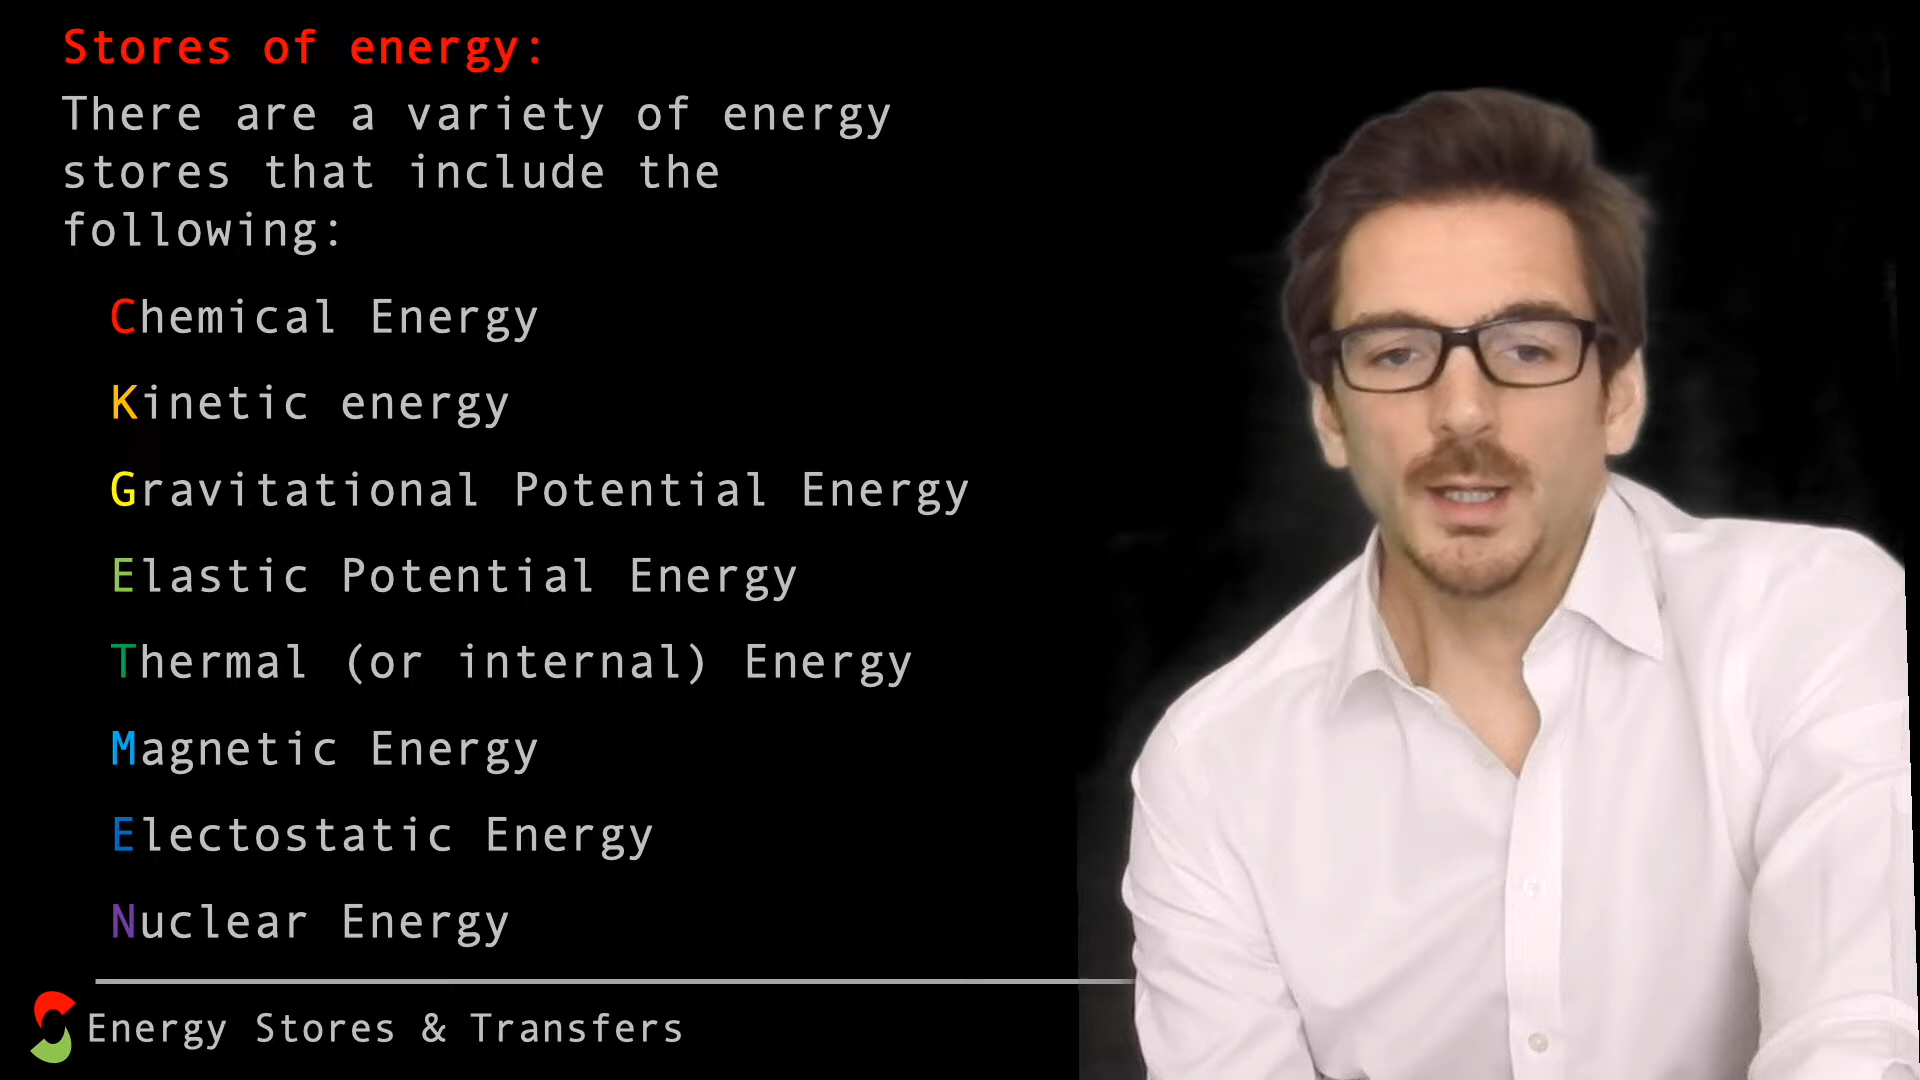 Stores of energy:
There are a variety of energy
stores that include the
following:
Chemical Energy
Kinetic energy
Gravitational Potential Energy
Elastic Potential Energy
Thermal (or internal) Energy
Magnetic Energy
Electostatic Energy
Nuclear Energy
Energy Stores & Transfers